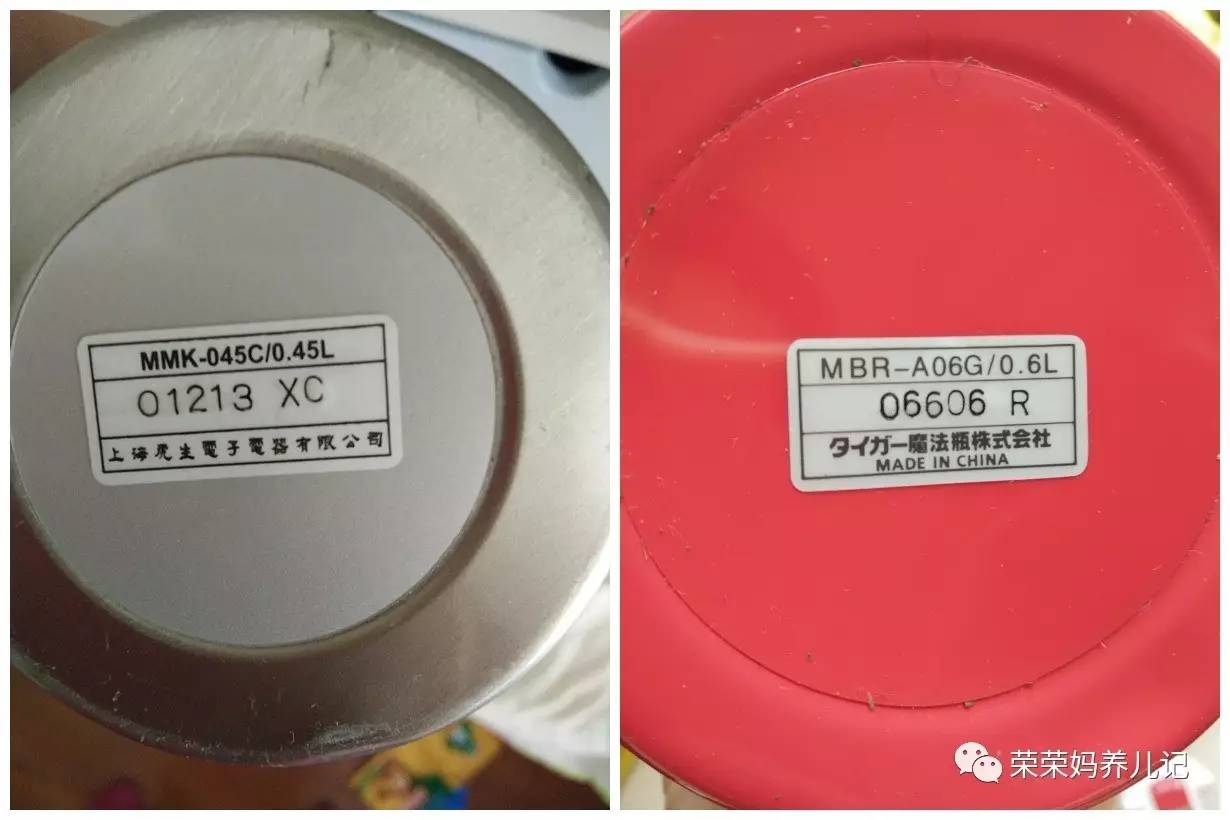 MMK-045C/0.45L
01213 XC
上海虎生電子電器有限公司
MBR-A06G/0.6L
06606 R
タイガー魔法瓶株式会社
MADE IN CHINA
荣荣妈养儿记